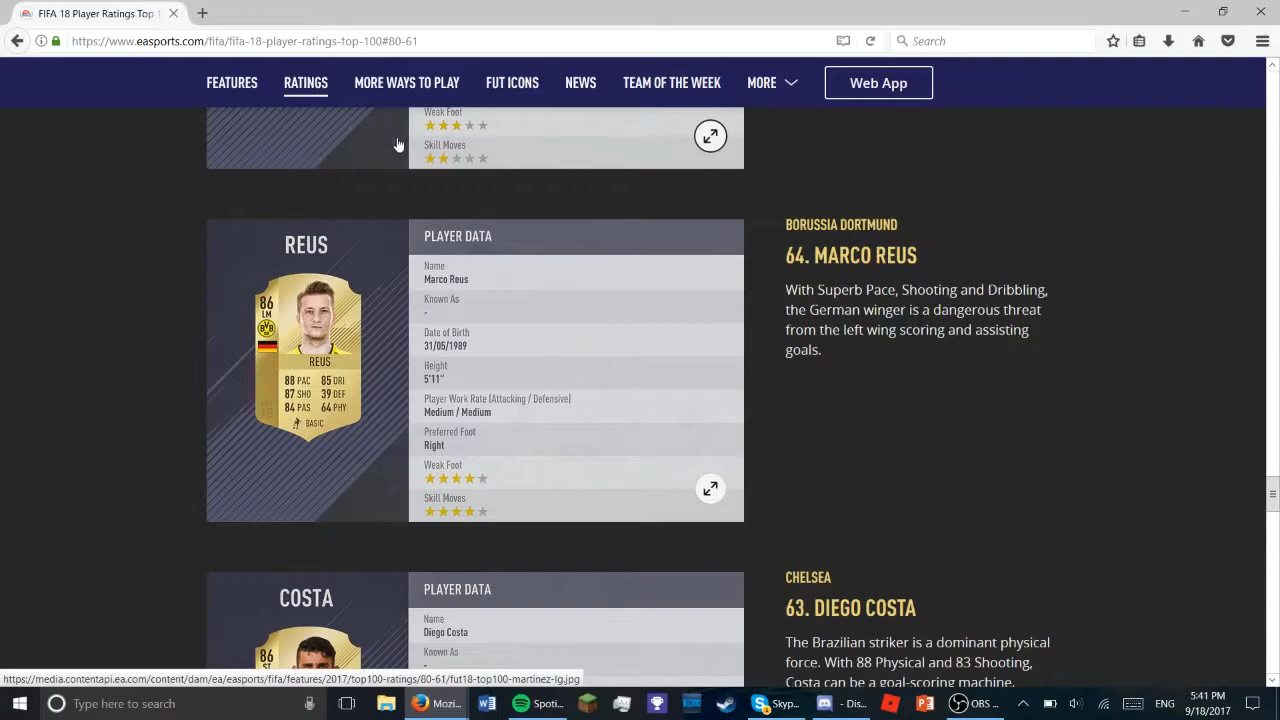 FIFA 18 Player Ratings Top 1
https://www.easports.com/fifa/fifa-18-player-ratings-top-100#80-61
Search
FEATURES RATINGS MORE WAYS TO PLAY FUT ICONS NEWS TEAM OF THE WEEK MORE Web App
Weak Foot
Skill Moves
REUS
86
LM
BVB
REUS
88 PAC 85 DRI
87 SHO 39 DEF
84 PAS 64 PHY
BASIC
PLAYER DATA
Name
Marco Reus
Known As
-
Date of Birth
31/05/1989
Height
5'11"
Player Work Rate (Attacking / Defensive)
Medium / Medium
Preferred Foot
Right
Weak Foot
Skill Moves
BORUSSIA DORTMUND
64. MARCO REUS
With Superb Pace, Shooting and Dribbling,
the German winger is a dangerous threat
from the left wing scoring and assisting
goals.
COSTA
86
ST
PLAYER DATA
Name
Diego Costa
Known As
-
CHELSEA
63. DIEGO COSTA
The Brazilian striker is a dominant physical
force. With 88 Physical and 83 Shooting,
Costa can be a goal-scoring machine.
https://media.contentapi.ea.com/content/dam/ea/easports/fifa/features/2017/top100-ratings/80-61/fut18-top100-martinez-lg.jpg
Type here to search
Mozi...
Spoti...
Skyp...
- Dis...
OBS ...
ENG
5:41 PM
9/18/2017